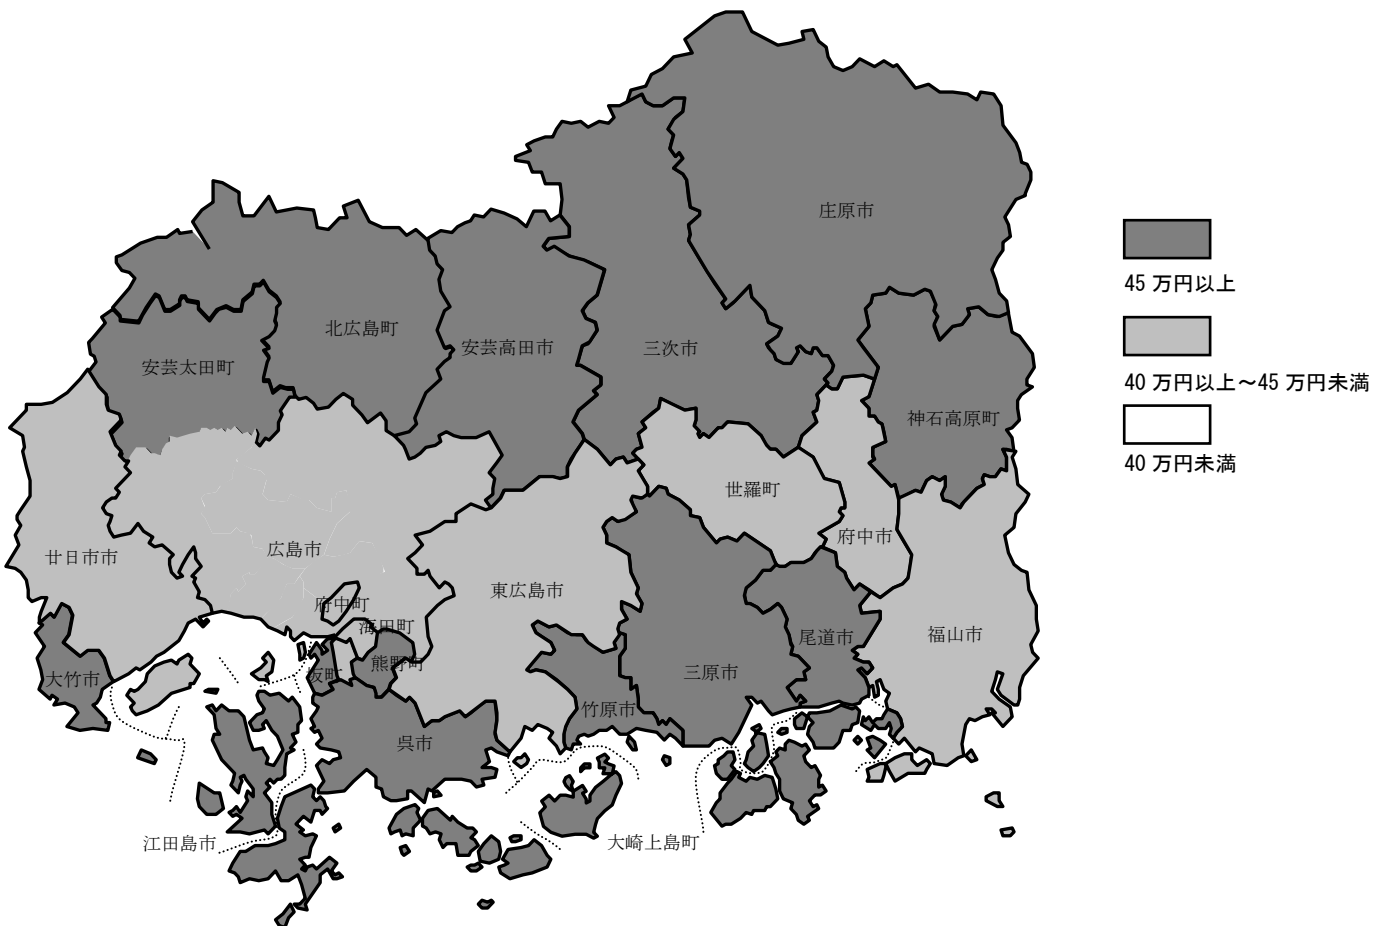 庄原市
45 万円以上
北広島町
安芸高田市
三次市
安芸太田町
40 万円以上～45 万円未満
神石高原町
40 万円未満
世羅町
府中市
広島市
廿日市市
東広島市
府中町
海田町
福山市
尾道市
熊野町
坂町
三原市
大竹市
竹原市
呉市
江田島市
大崎上島町